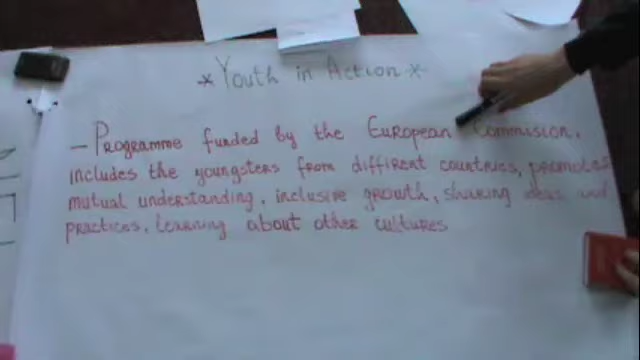 * Youth in Action *
- Programme funded by the European Commission,
includes the youngsters from diffirent countries, promotes
mutual understanding, inclusive growth, sharing ideas and
practices, learning about other cultures